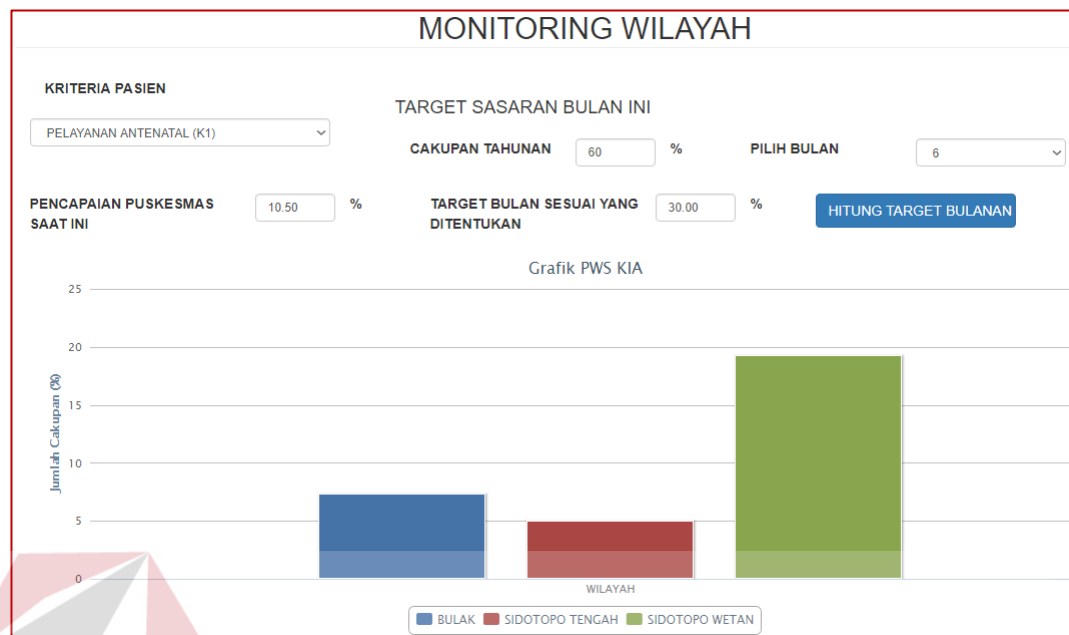 MONITORING WILAYAH
KRITERIA PASIEN
TARGET SASARAN BULAN INI
PELAYANAN ANTENATAL (K1)
CAKUPAN TAHUNAN 60 % PILIH BULAN 6
PENCAPAIAN PUSKESMAS
SAAT INI
10.50 %
TARGET BULAN SESUAI YANG
DITENTUKAN
30.00 %
HITUNG TARGET BULANAN
Grafik PWS KIA
Jumlah Cakupan (%)
25
20
15
10
5
0
WILAYAH
BULAK SIDOTOPO TENGAH SIDOTOPO WETAN